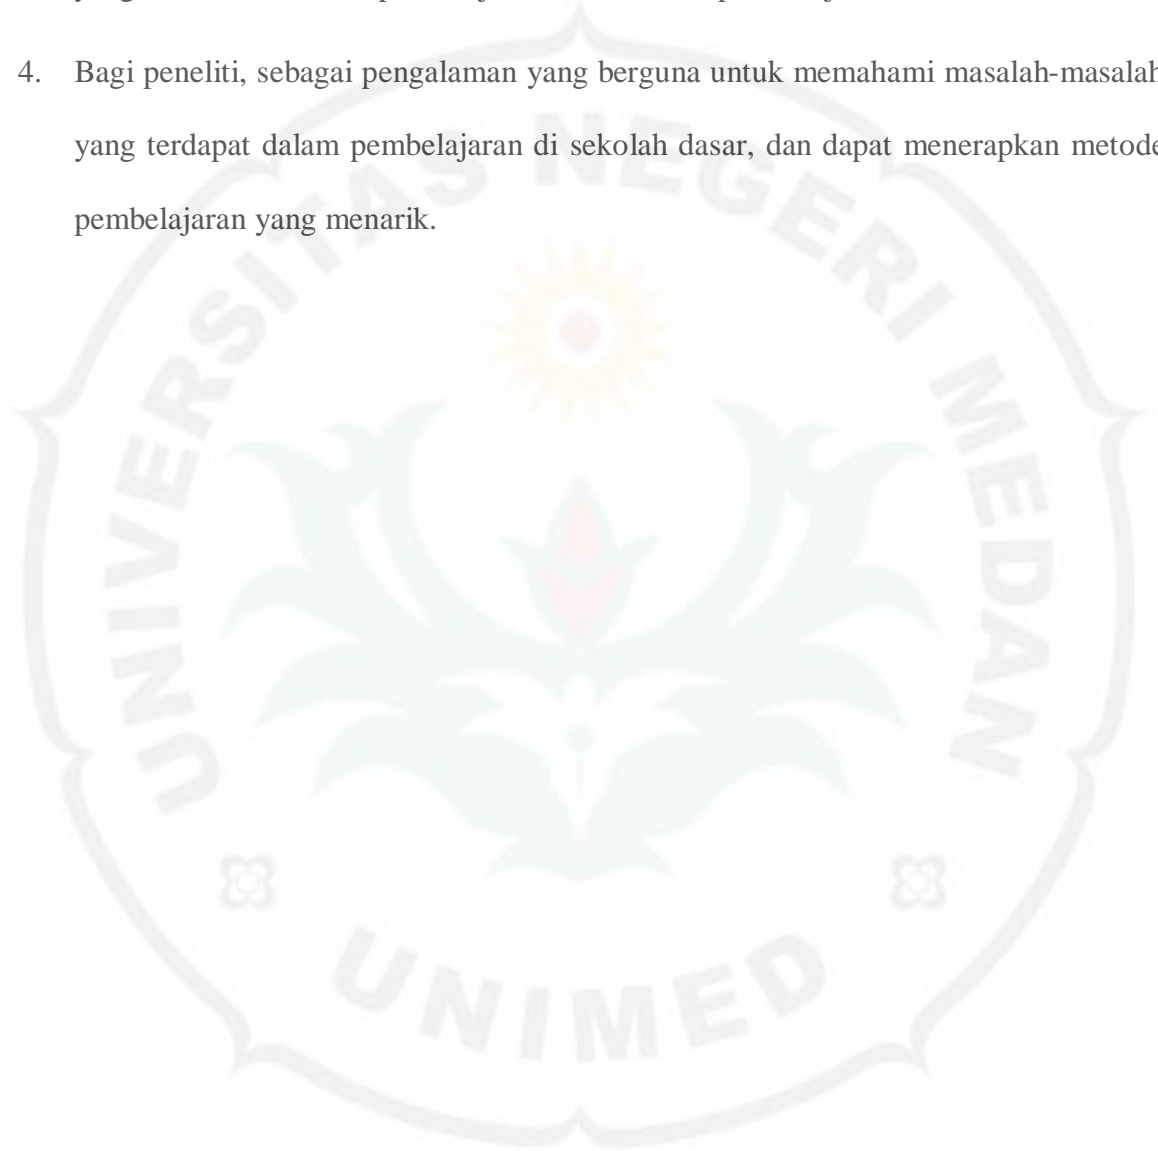 4. Bagi peneliti, sebagai pengalaman yang berguna untuk memahami masalah-masalah
yang terdapat dalam pembelajaran di sekolah dasar, dan dapat menerapkan metode
pembelajaran yang menarik.
UNIVERSITAS NEGERI MEDAN
UNIMED